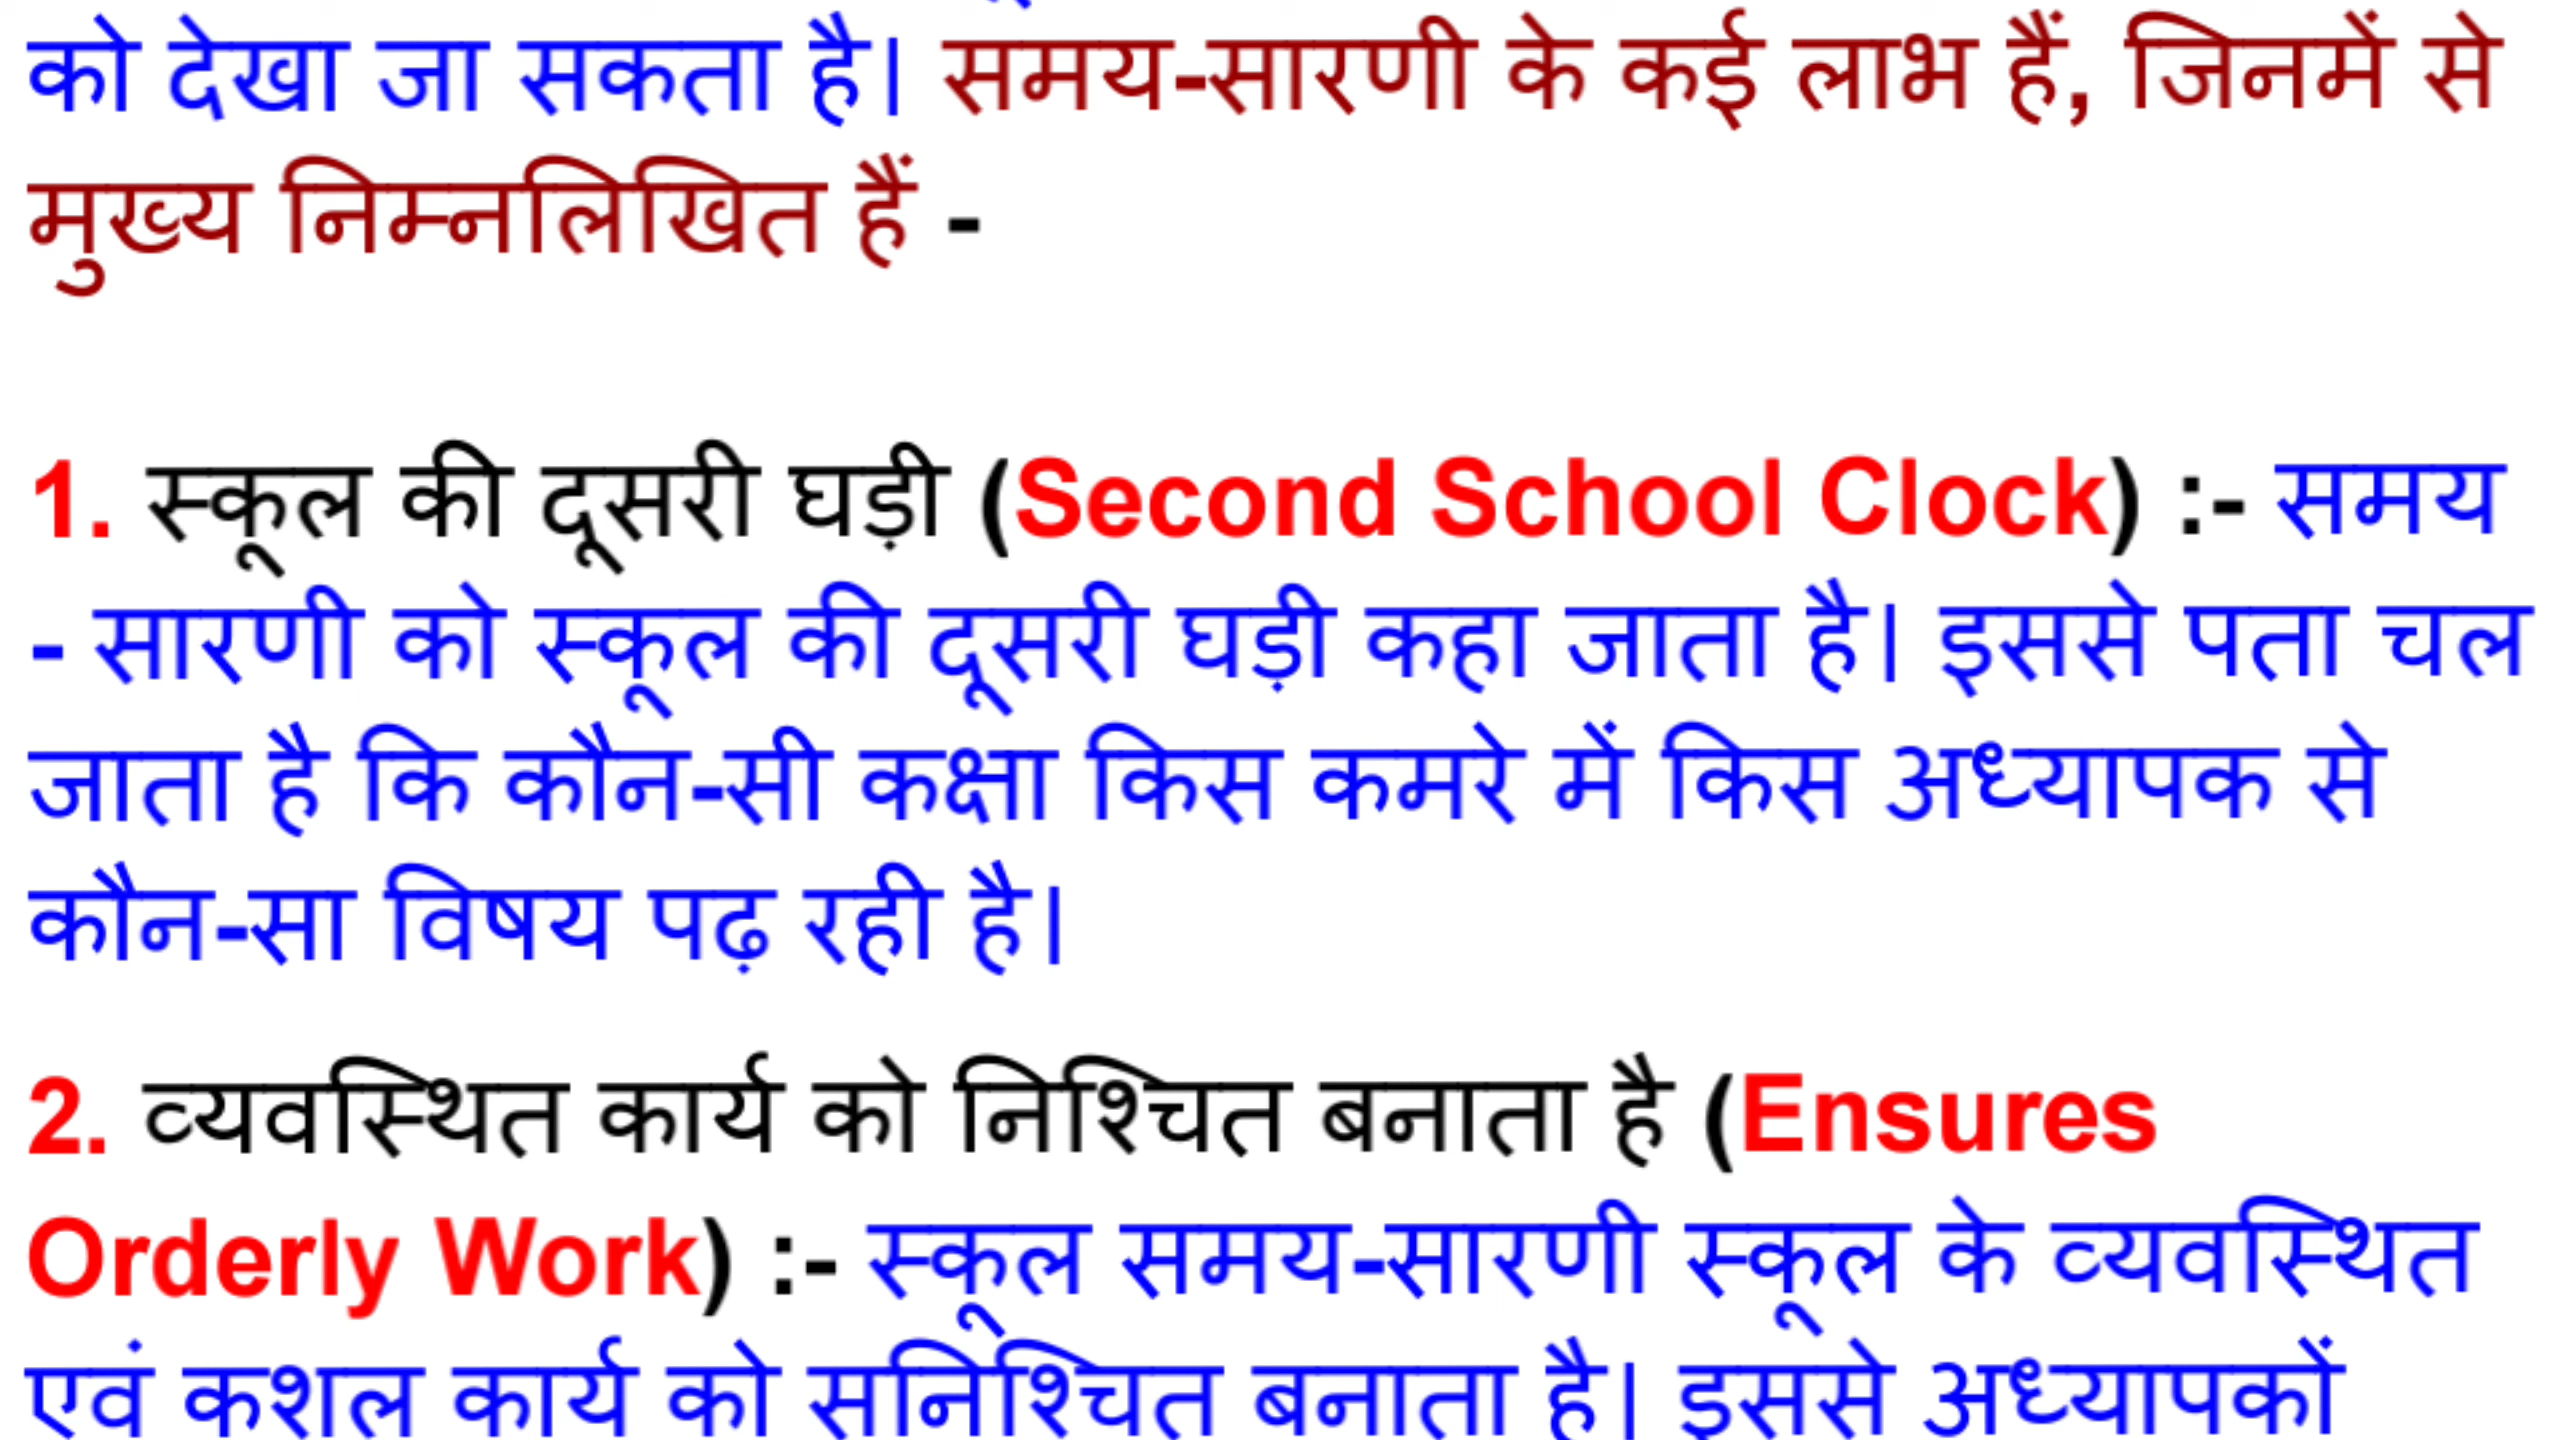 को देखा जा सकता है। समय-सारणी के कई लाभ हैं, जिनमें से
मुख्य निम्नलिखित हैं -
1. स्कूल की दूसरी घड़ी (Second School Clock) :- समय
- सारणी को स्कूल की दूसरी घड़ी कहा जाता है। इससे पता चल
जाता है कि कौन-सी कक्षा किस कमरे में किस अध्यापक से
कौन-सा विषय पढ़ रही है।
2. व्यवस्थित कार्य को निश्चित बनाता है (Ensures
Orderly Work) :- स्कूल समय-सारणी स्कूल के व्यवस्थित
एवं कुशल कार्य को सुनिश्चित बनाता है। इससे अध्यापकों